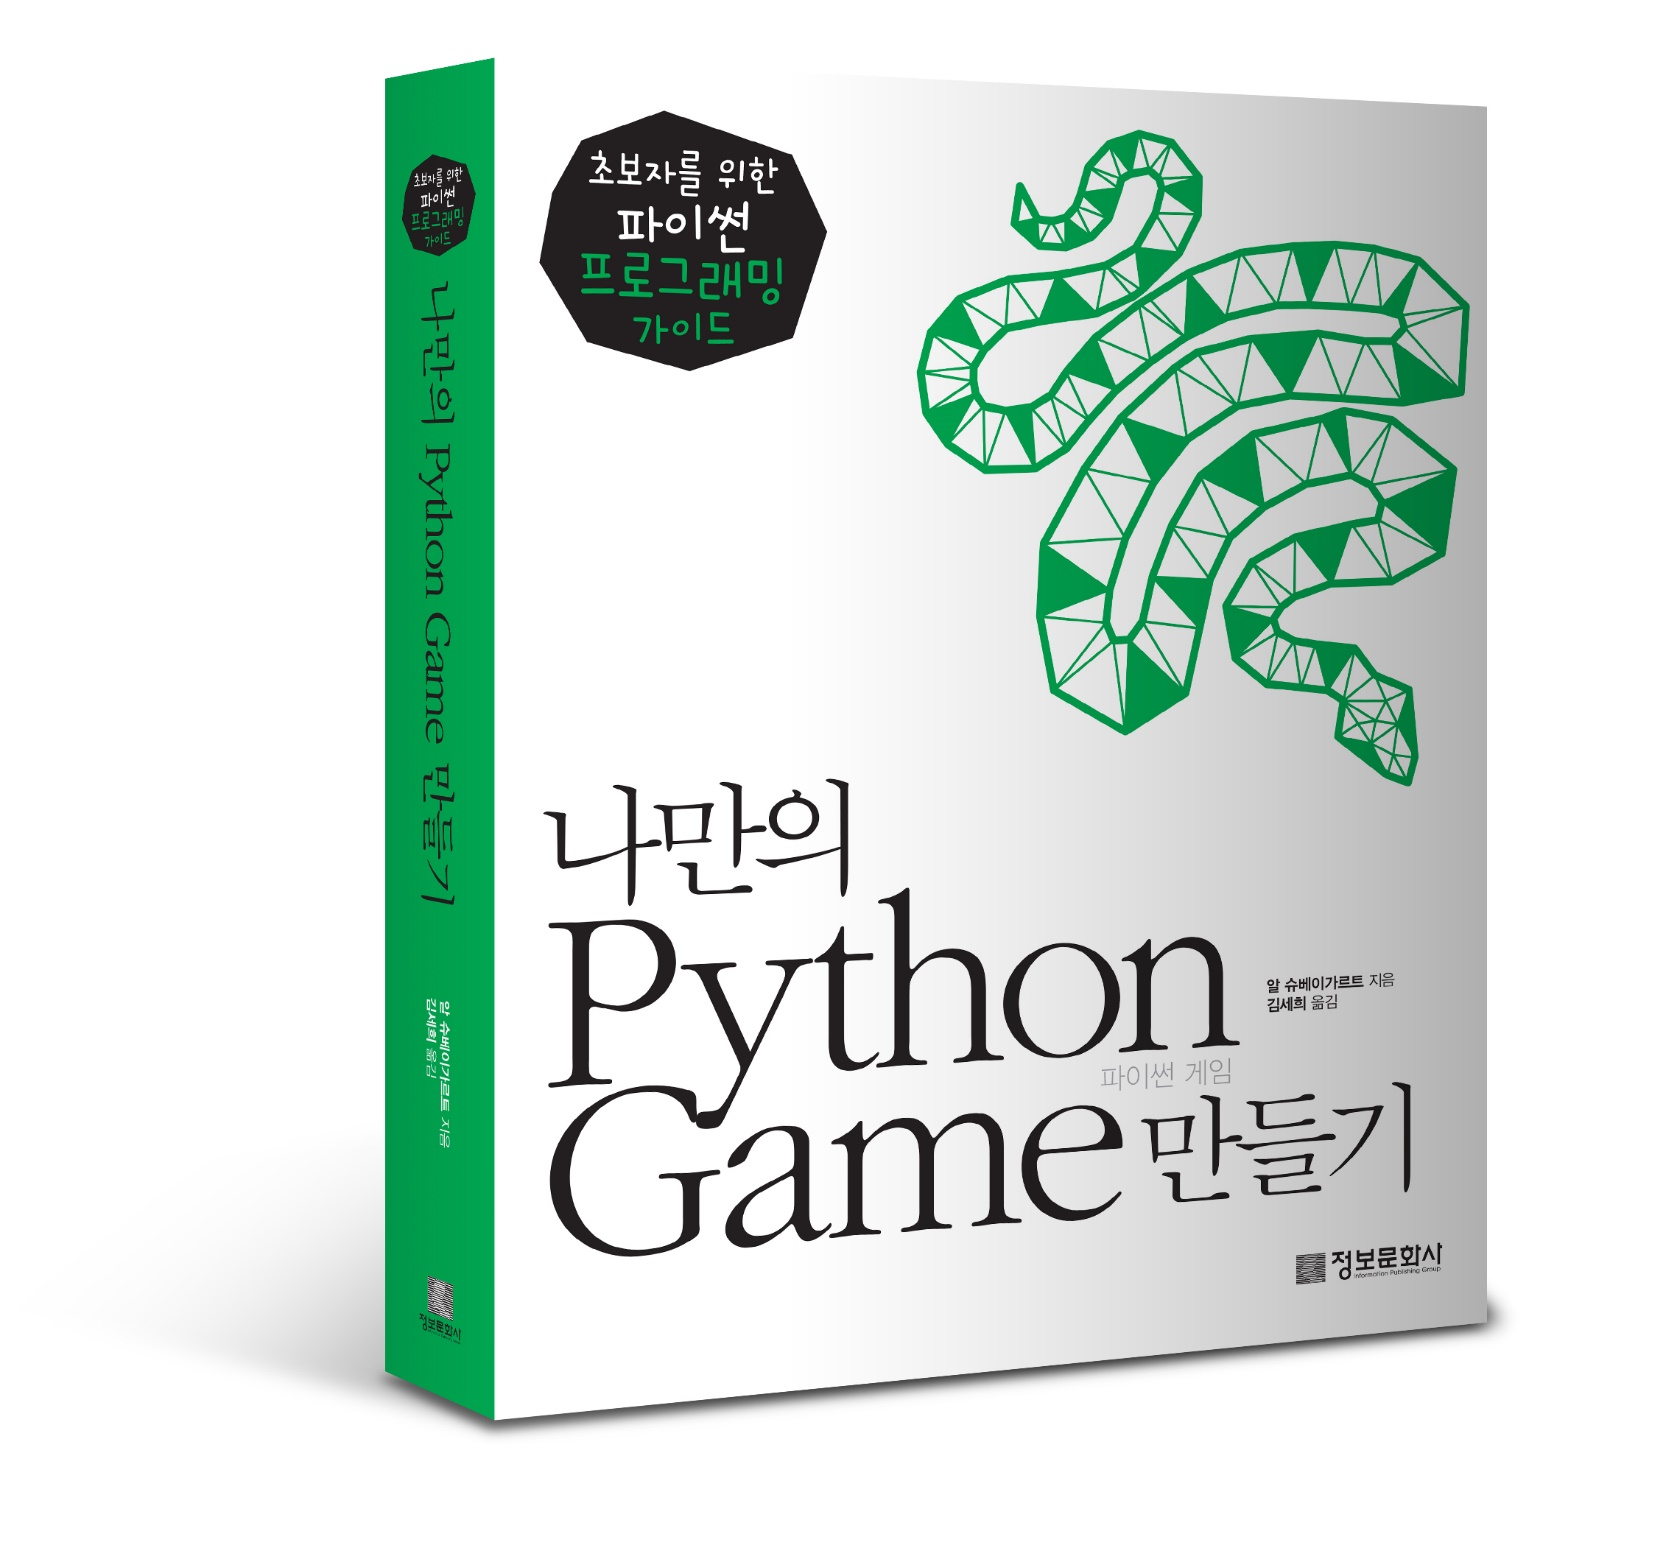 초보자를 위한
파이썬
프로그래밍
가이드
나만의 Python Game 만들기
알 슈베이가르트 지음
김세희 옮김
정보문화사
초보자를 위한
파이썬
프로그래밍
가이드
나만의
Python
파이썬 게임
Game 만들기
알 슈베이가르트 지음
김세희 옮김
정보문화사
Information Publishing Group